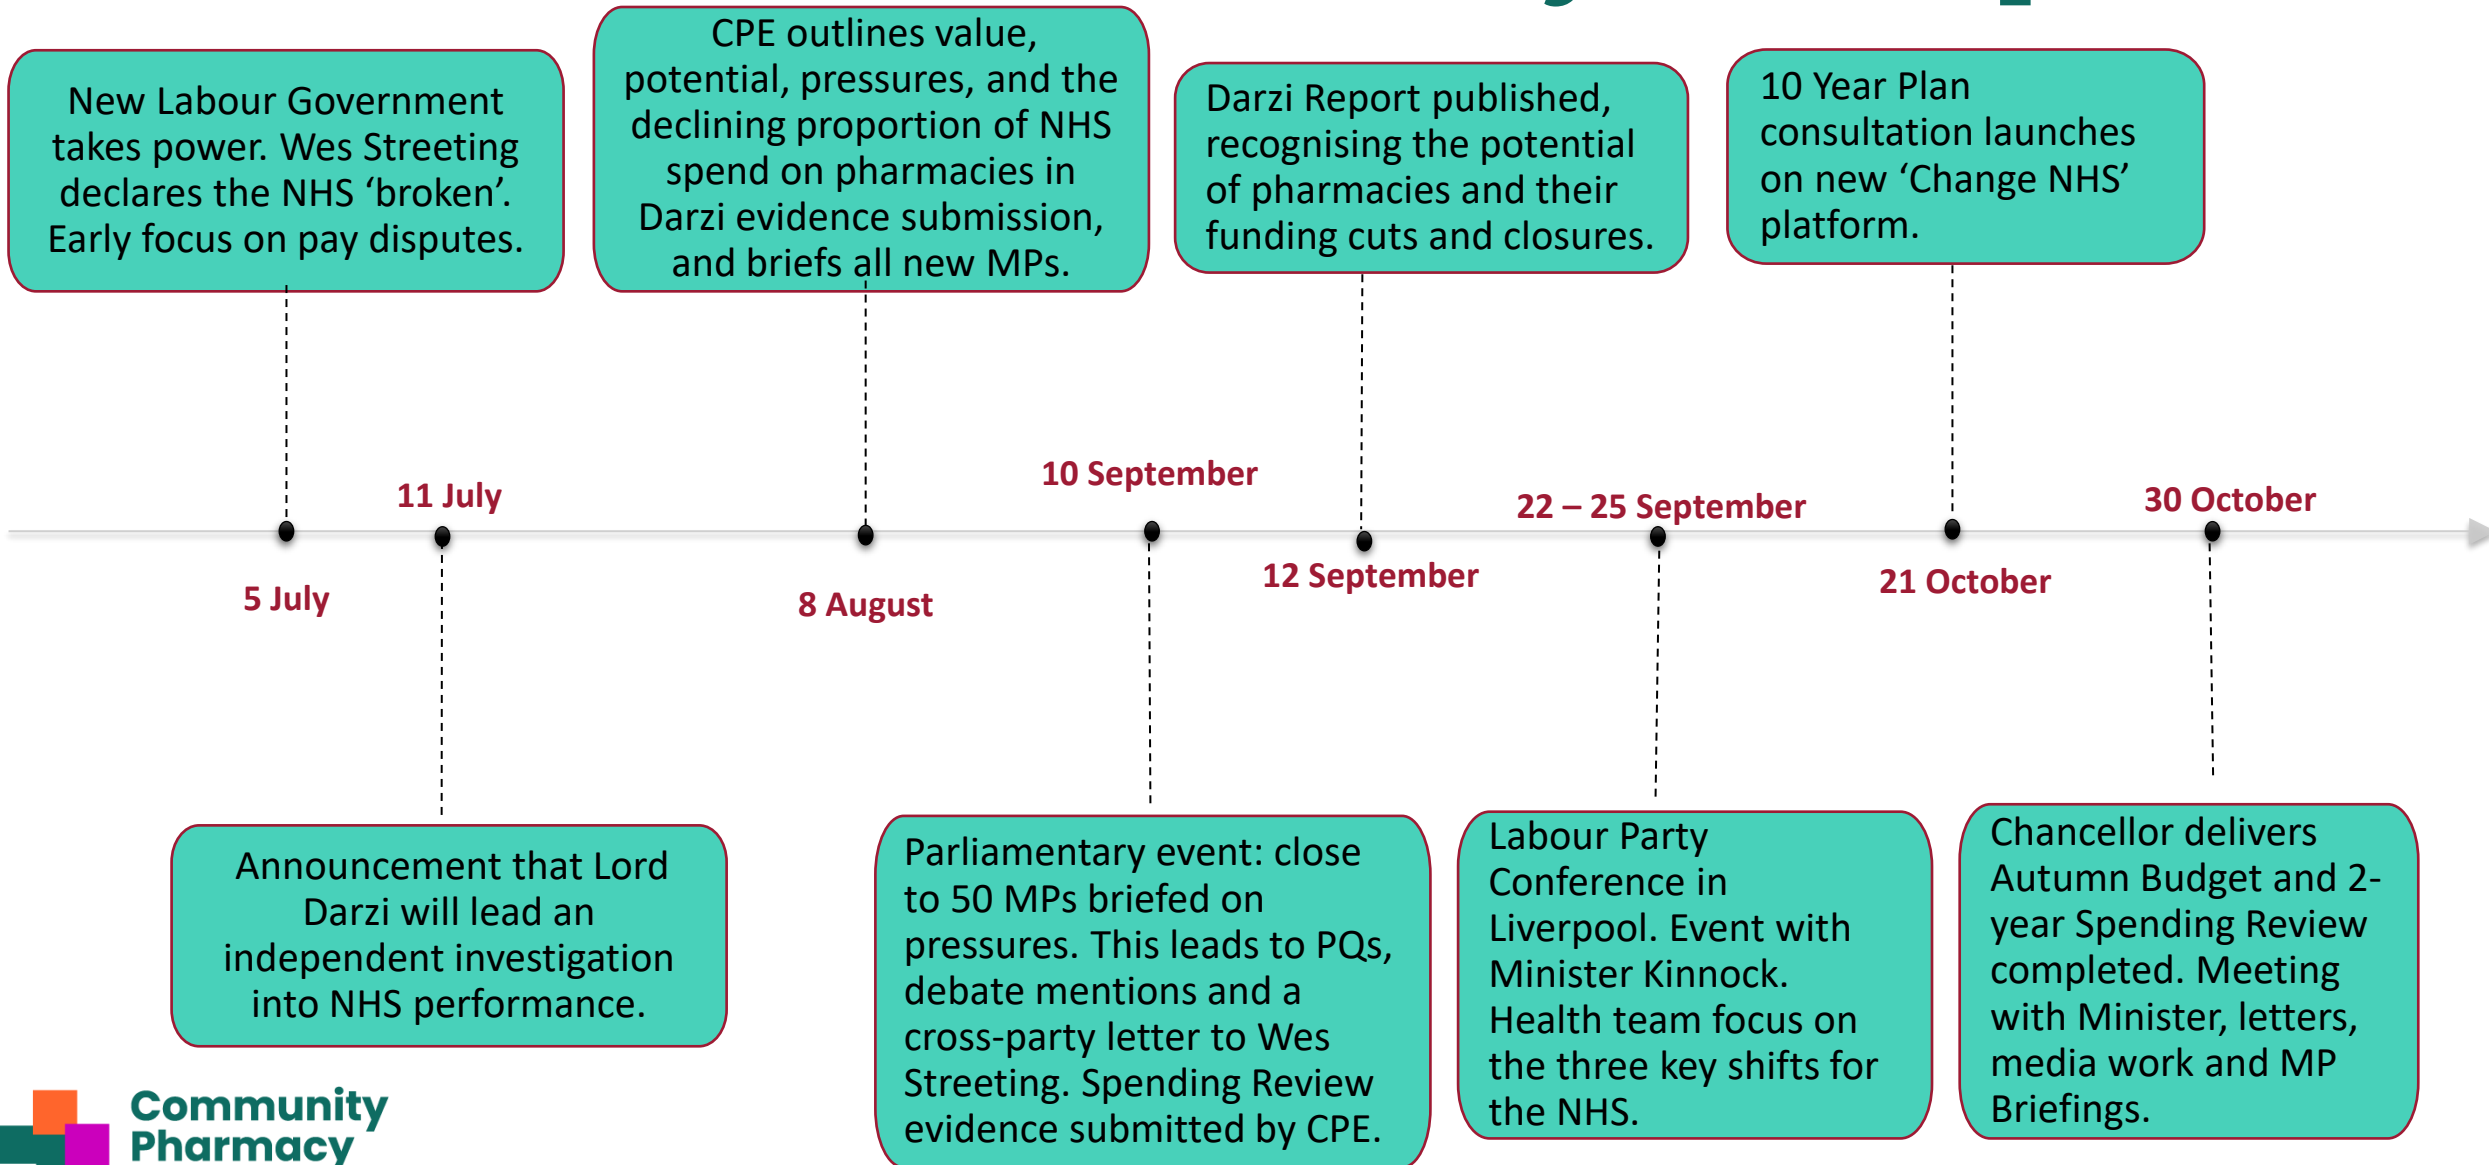 New Labour Government
takes power. Wes Streeting
declares the NHS ‘broken’.
Early focus on pay disputes.
CPE outlines value,
potential, pressures, and the
declining proportion of NHS
spend on pharmacies in
Darzi evidence submission,
and briefs all new MPs.
Darzi Report published,
recognising the potential
of pharmacies and their
funding cuts and closures.
10 Year Plan
consultation launches
on new ‘Change NHS’
platform.
5 July
11 July
8 August
10 September
12 September
22 – 25 September
21 October
30 October
Announcement that Lord
Darzi will lead an
independent investigation
into NHS performance.
Parliamentary event: close
to 50 MPs briefed on
pressures. This leads to PQs,
debate mentions and a
cross-party letter to Wes
Streeting. Spending Review
evidence submitted by CPE.
Labour Party
Conference in
Liverpool. Event with
Minister Kinnock.
Health team focus on
the three key shifts for
the NHS.
Chancellor delivers
Autumn Budget and 2-
year Spending Review
completed. Meeting
with Minister, letters,
media work and MP
Briefings.
Community
Pharmacy